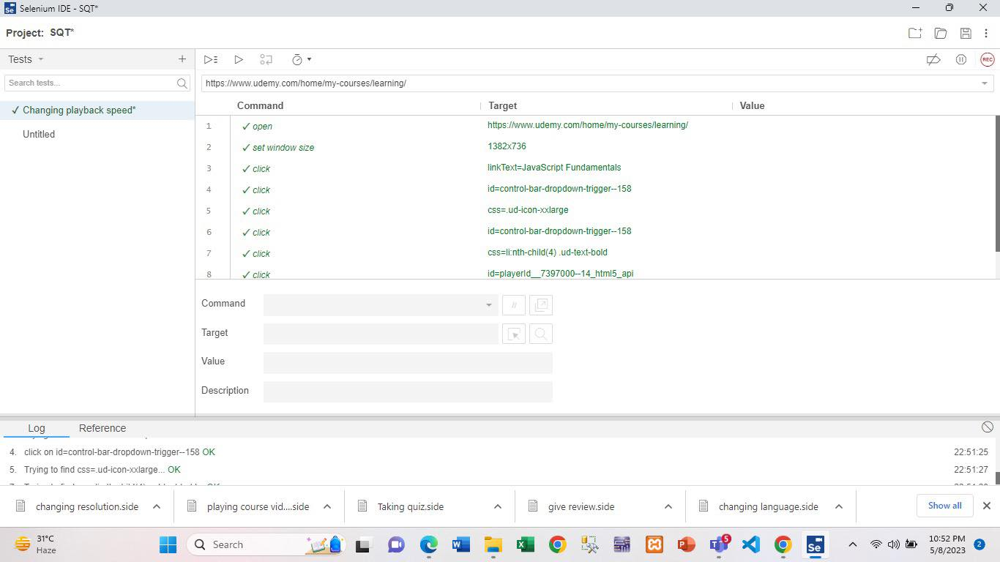 Se Selenium IDE - SQT*
Project: SQT*
Tests
Search tests...
✓ Changing playback speed*
Untitled
REC
https://www.udemy.com/home/my-courses/learning/
Command Target Value
1 ✓ open https://www.udemy.com/home/my-courses/learning/
2 ✓ set window size 1382x736
3 ✓ click linkText=JavaScript Fundamentals
4 ✓ click id=control-bar-dropdown-trigger--158
5 ✓ click css=.ud-icon-xxlarge
6 ✓ click id=control-bar-dropdown-trigger--158
7 ✓ click css=li:nth-child(4) .ud-text-bold
8 ✓ click id=playerId__7397000--14_html5_api
Command
//
Target
Value
Description
Log Reference
4. click on id=control-bar-dropdown-trigger--158 OK 22:51:25
5. Trying to find css=.ud-icon-xxlarge... OK 22:51:27
changing resolution.side playing course vid....side Taking quiz.side give review.side changing language.side Show all
31°C
Haze
Search
5
Se
10:52 PM
5/8/2023
2